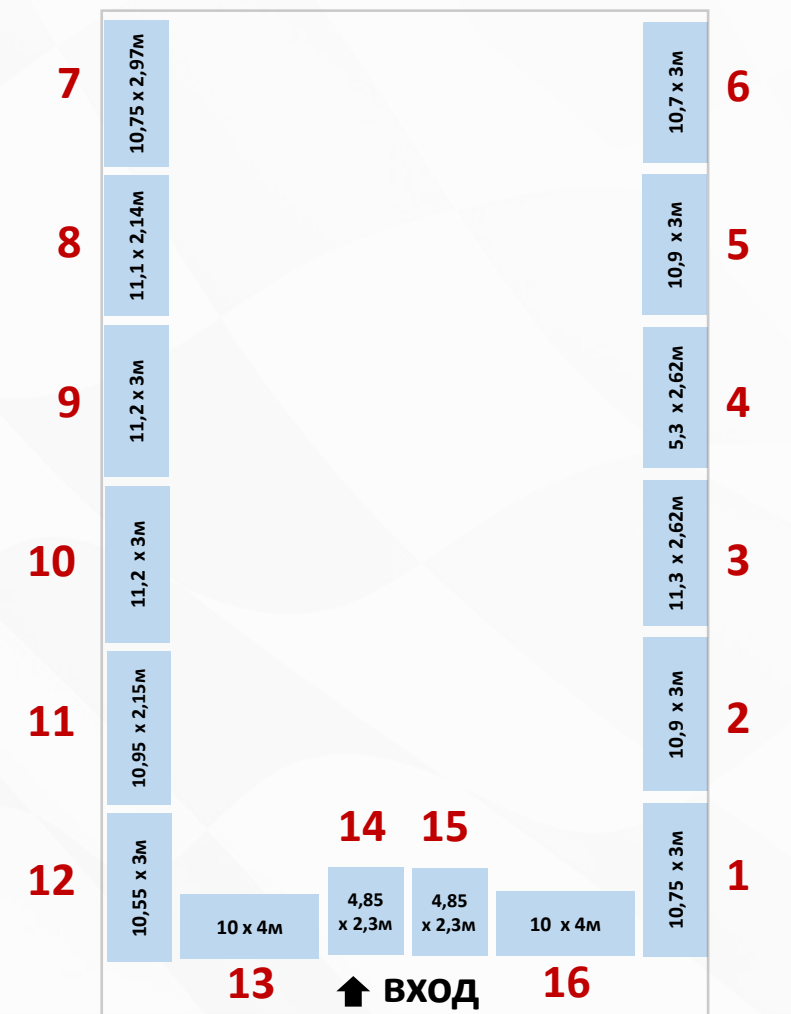 7
10,75 х 2,97м
10,7 х 3м
6
8
11,1 х 2,14м
10,9 х 3м
5
9
11,2 х 3м
5,3 х 2,62м
4
10
11,2 х 3м
11,3 х 2,62м
3
11
10,95 х 2,15м
10,9 х 3м
2
14 15
12
10,55 х 3м
10 х 4м
4,85
х 2,3м
4,85
х 2,3м
10 х 4м
10,75 х 3м
1
13
ВХОД
16